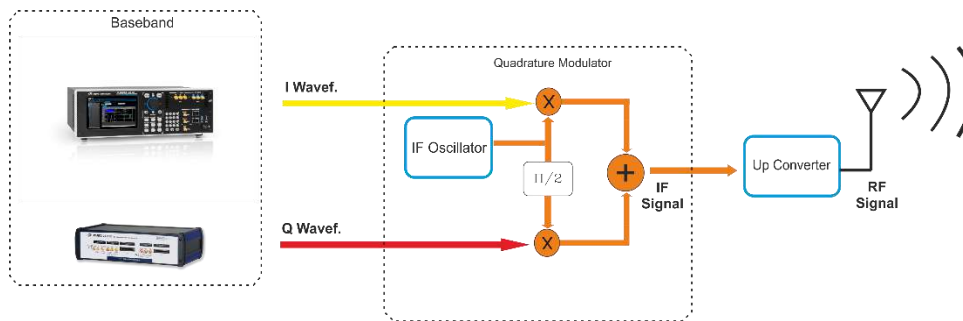 Baseband
Quadrature Modulator
I Wavef.
X
IF Oscillator
Π/2
+
IF
Signal
Up Converter
RF
Signal
Q Wavef.
X